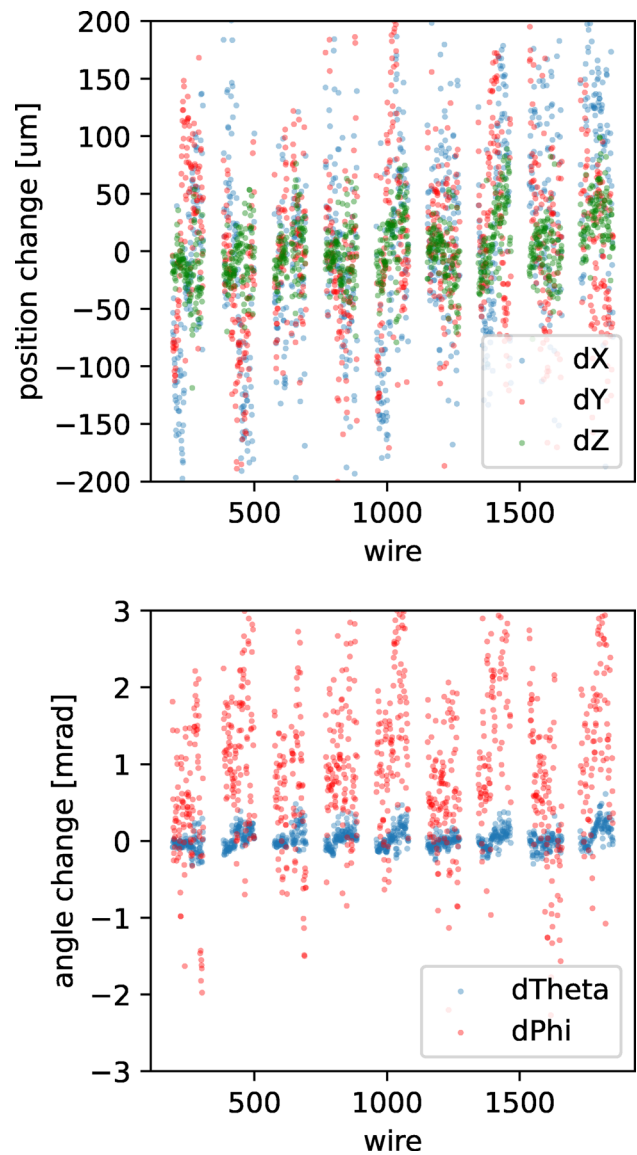 200
150
100
50
0
−50
−100
−150
−200
position change [um]
dX
dY
dZ
500
1000
1500
wire
3
2
1
0
−1
−2
−3
angle change [mrad]
dTheta
dPhi
500
1000
1500
wire